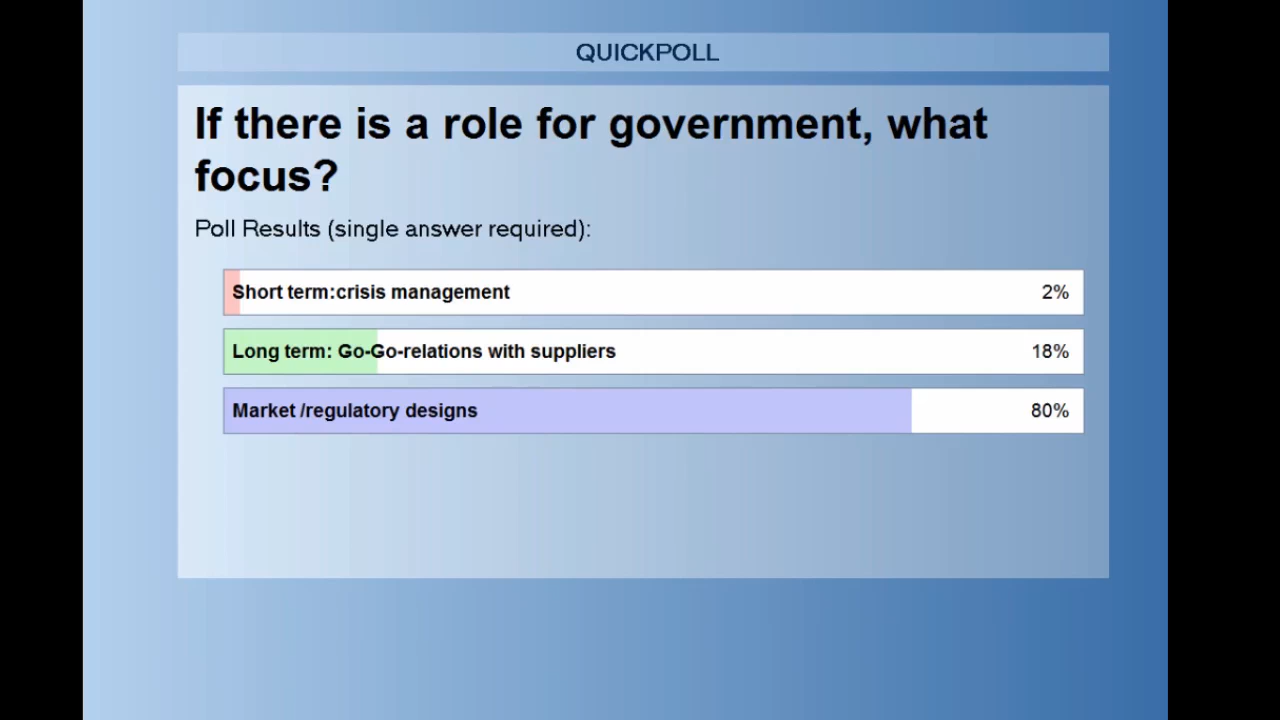 QUICKPOLL
If there is a role for government, what
focus?
Poll Results (single answer required):
Short term:crisis management 2%
Long term: Go-Go-relations with suppliers 18%
Market /regulatory designs 80%